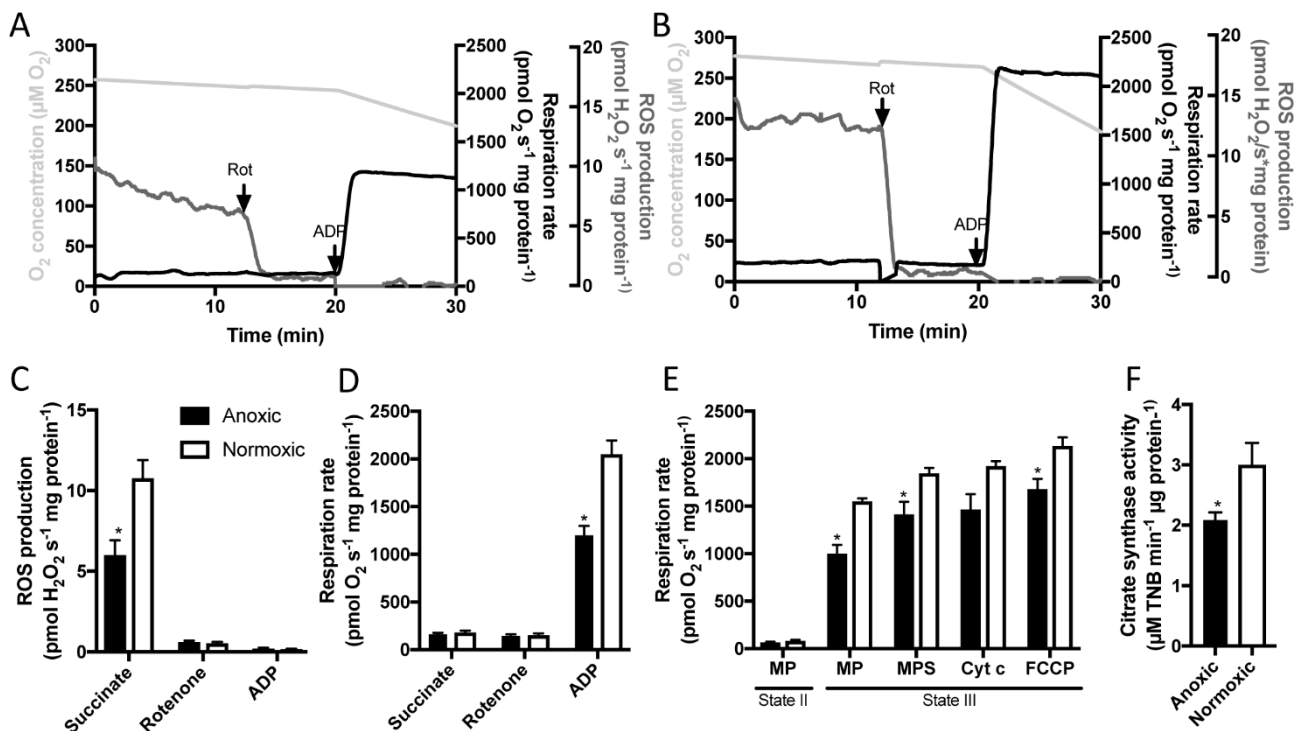 A
O2 concentration (µM O2)
300
250
200
150
100
50
0
0
10
20
30
Time (min)
Rot
ADP
2500
2000
1500
1000
500
0
Respiration rate
(pmol O2 s-1 mg protein-1)
20
15
10
5
0
ROS production
(pmol H2O2 s-1 mg protein-1)
B
O2 concentration (µM O2)
300
250
200
150
100
50
0
0
10
20
30
Time (min)
Rot
ADP
2500
2000
1500
1000
500
0
Respiration rate
(pmol O2 s-1 mg protein-1)
20
15
10
5
0
ROS production
(pmol H2O2/s*mg protein)
C
ROS production
(pmol H2O2 s-1 mg protein-1)
15
10
5
0
*
Succinate
Rotenone
ADP
Anoxic
Normoxic
D
Respiration rate
(pmol O2 s-1 mg protein-1)
2500
2000
1500
1000
500
0
*
Succinate
Rotenone
ADP
E
Respiration rate
(pmol O2 s-1 mg protein-1)
2500
2000
1500
1000
500
0
*
*
*
MP
MP
MPS
Cyt c
FCCP
State II
State III
F
Citrate synthase activity
(µM TNB min-1 µg protein-1)
4
3
2
1
0
*
Anoxic
Normoxic